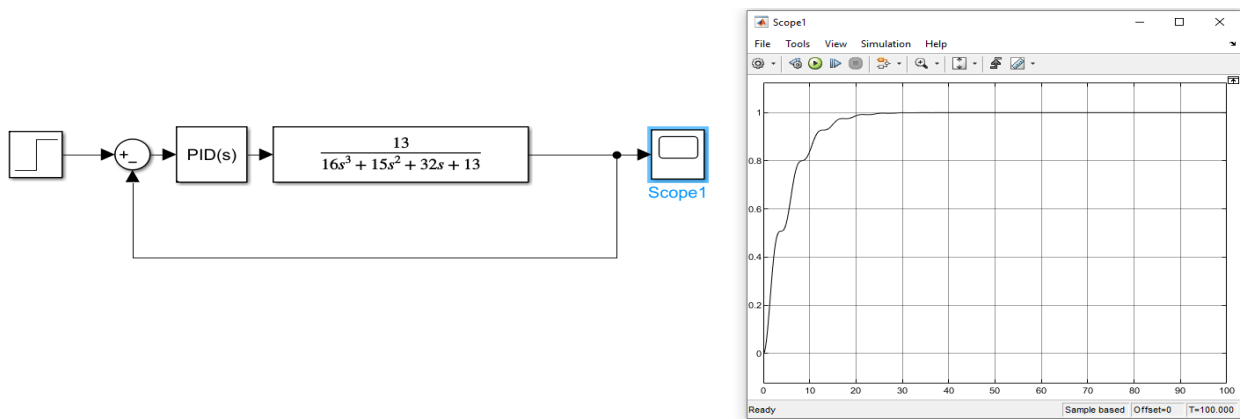 PID(s)
13
16s³ + 15s² + 32s + 13
+
−
Scope1
Scope1
File Tools View Simulation Help
1
0.8
0.6
0.4
0.2
0
0 10 20 30 40 50 60 70 80 90 100
Ready Sample based Offset=0 T=100.000